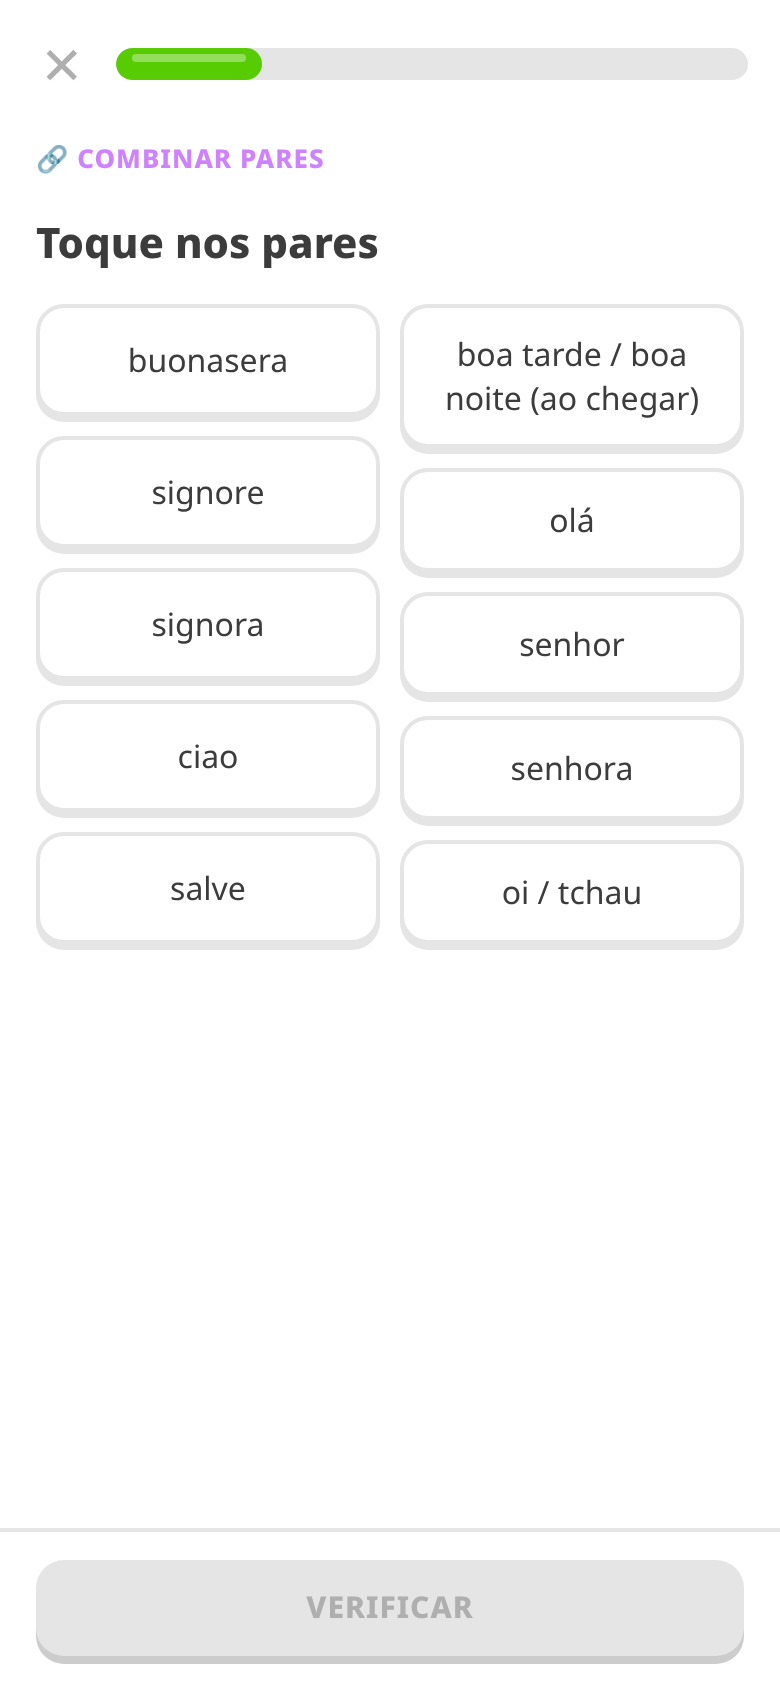 COMBINAR PARES
Toque nos pares
buonasera
signore
signora
ciao
salve
boa tarde / boa
noite (ao chegar)
olá
senhor
senhora
oi / tchau
VERIFICAR